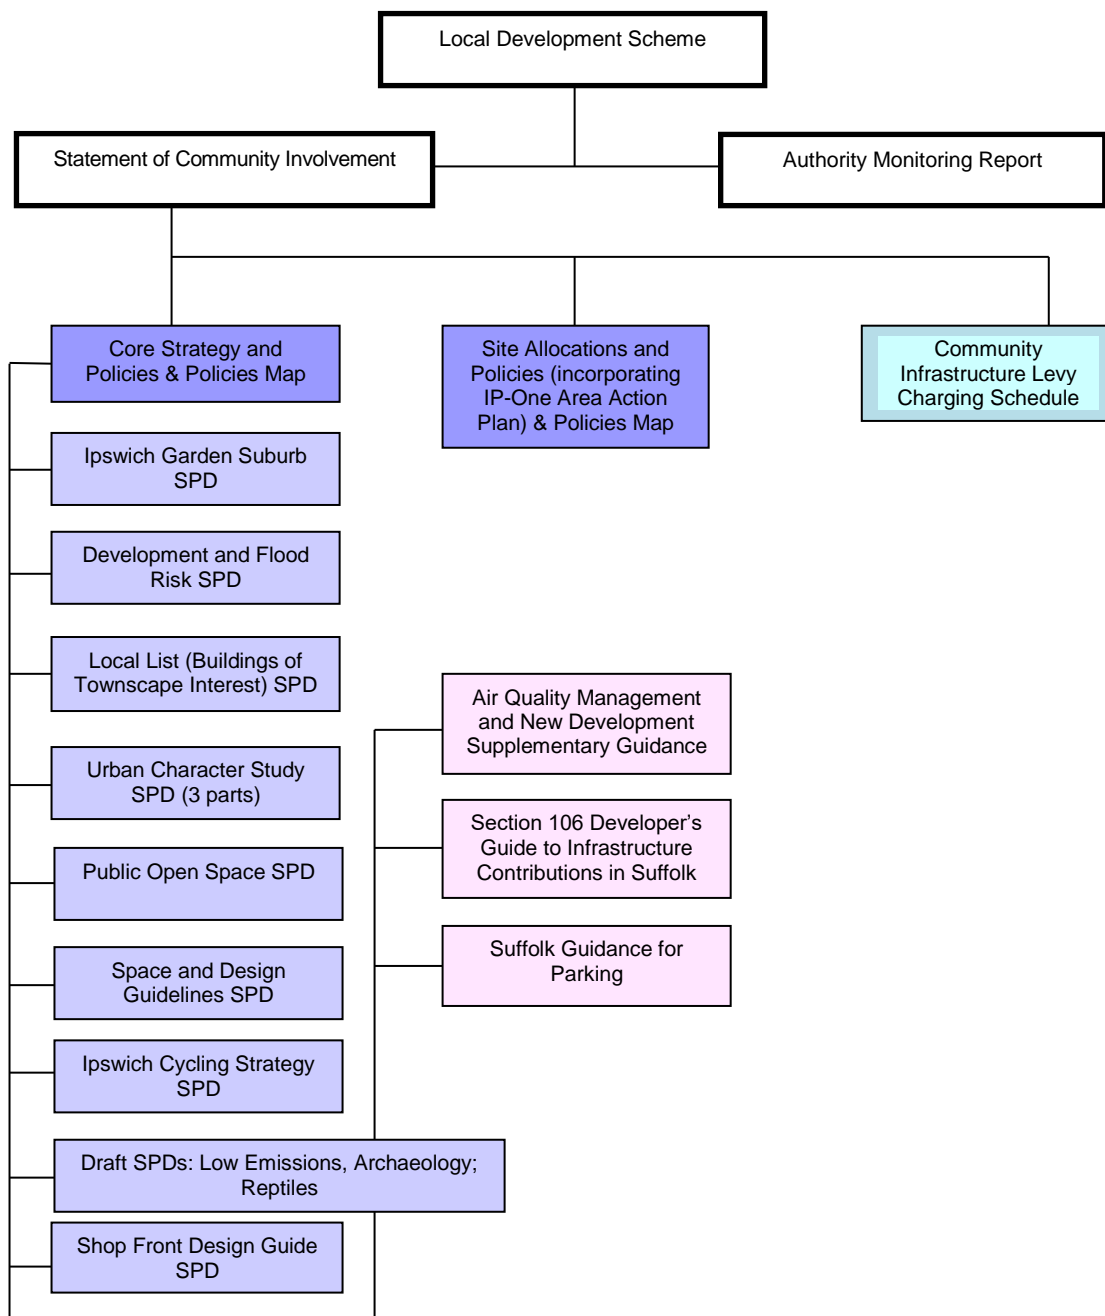 Local Development Scheme
Statement of Community Involvement
Authority Monitoring Report
Core Strategy and
Policies & Policies Map
Site Allocations and
Policies (incorporating
IP-One Area Action
Plan) & Policies Map
Community
Infrastructure Levy
Charging Schedule
Ipswich Garden Suburb
SPD
Development and Flood
Risk SPD
Local List (Buildings of
Townscape Interest) SPD
Urban Character Study
SPD (3 parts)
Public Open Space SPD
Space and Design
Guidelines SPD
Ipswich Cycling Strategy
SPD
Draft SPDs: Low Emissions, Archaeology;
Reptiles
Shop Front Design Guide
SPD
Air Quality Management
and New Development
Supplementary Guidance
Section 106 Developer’s
Guide to Infrastructure
Contributions in Suffolk
Suffolk Guidance for
Parking